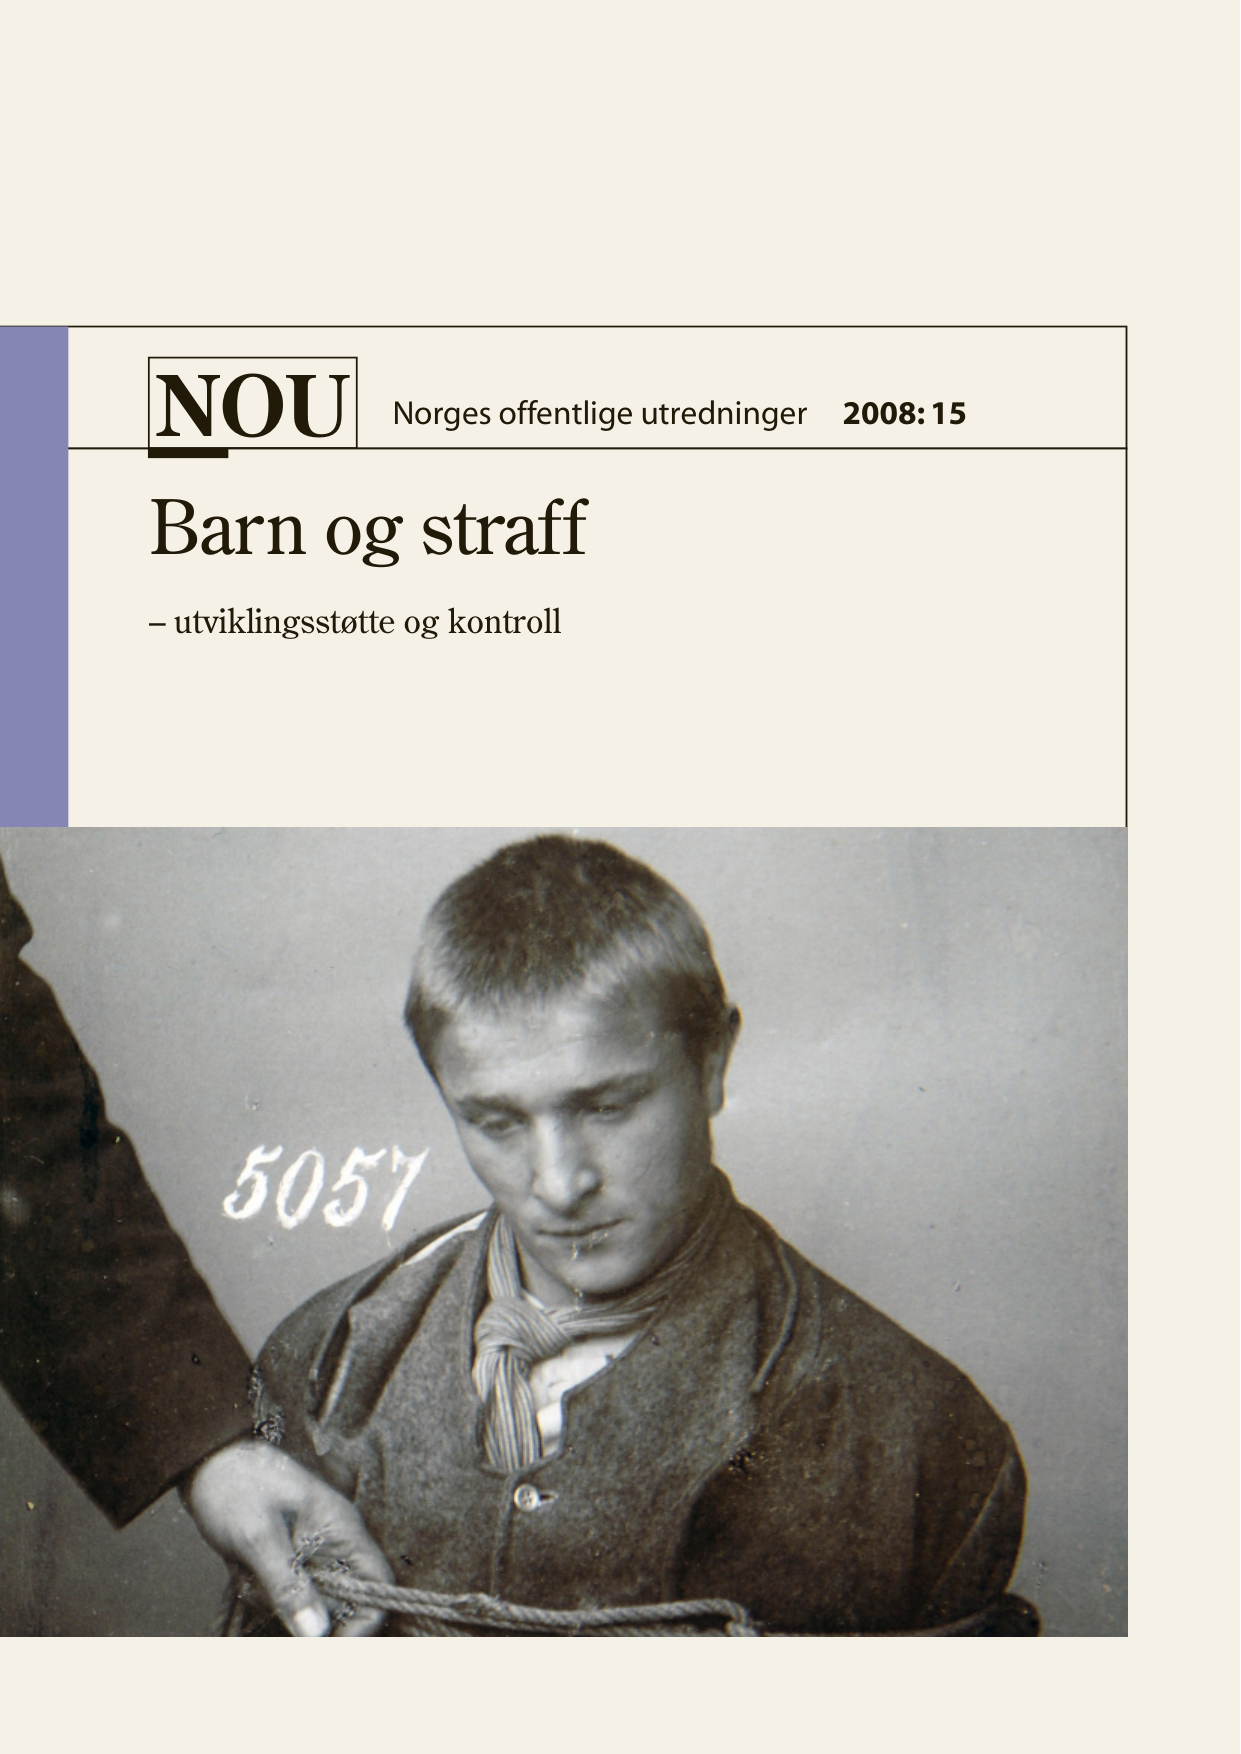 NOU Norges offentlige utredninger 2008: 15
Barn og straff
– utviklingsstøtte og kontroll
5057